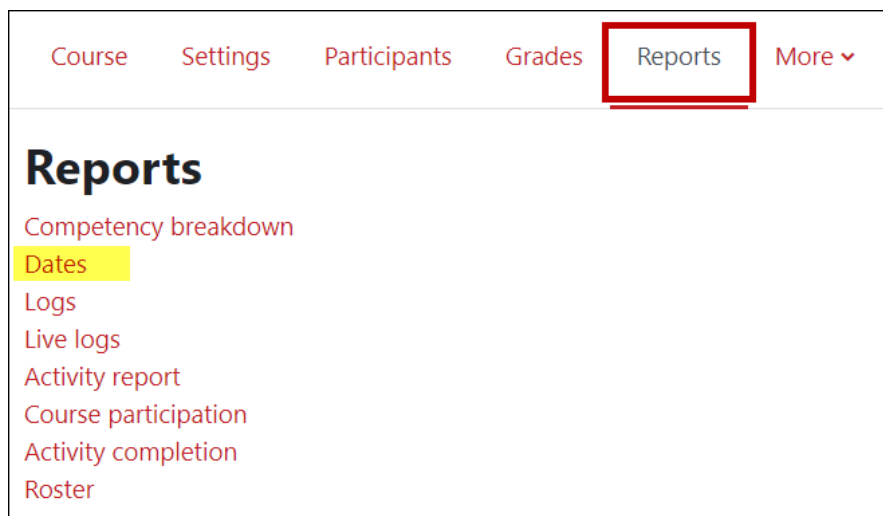 Course Settings Participants Grades Reports More
Reports
Competency breakdown
Dates
Logs
Live logs
Activity report
Course participation
Activity completion
Roster